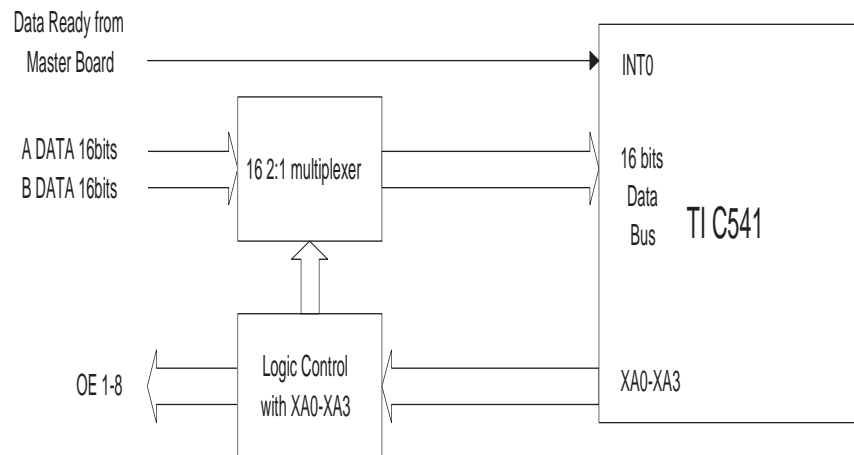 Data Ready from
Master Board
INT0
A DATA 16bits
B DATA 16bits
16 2:1 multiplexer
16 bits
Data
Bus
TI C541
OE 1-8
Logic Control
with XA0-XA3
XA0-XA3